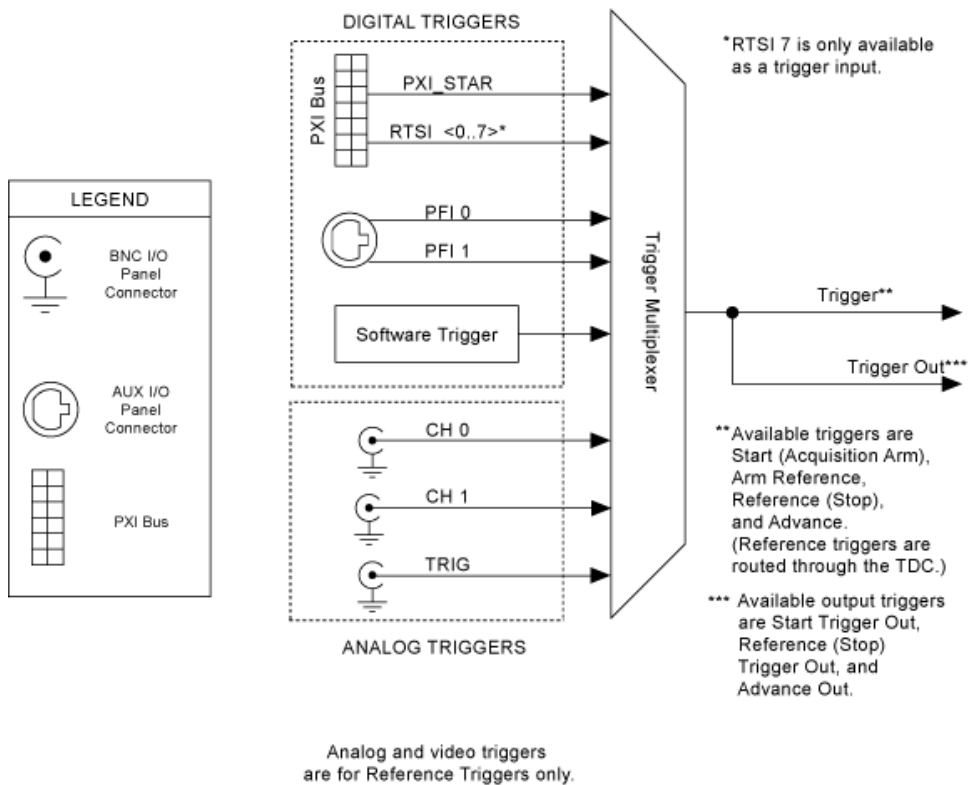 DIGITAL TRIGGERS
*RTSI 7 is only available
as a trigger input.
PXI Bus
PXI_STAR
RTSI <0..7>*
PFI 0
PFI 1
Software Trigger
LEGEND
BNC I/O
Panel
Connector
AUX I/O
Panel
Connector
PXI Bus
Trigger Multiplexer
Trigger**
Trigger Out***
CH 0
CH 1
TRIG
ANALOG TRIGGERS
**Available triggers are
Start (Acquisition Arm),
Arm Reference,
Reference (Stop),
and Advance.
(Reference triggers are
routed through the TDC.)
*** Available output triggers
are Start Trigger Out,
Reference (Stop)
Trigger Out, and
Advance Out.
Analog and video triggers
are for Reference Triggers only.